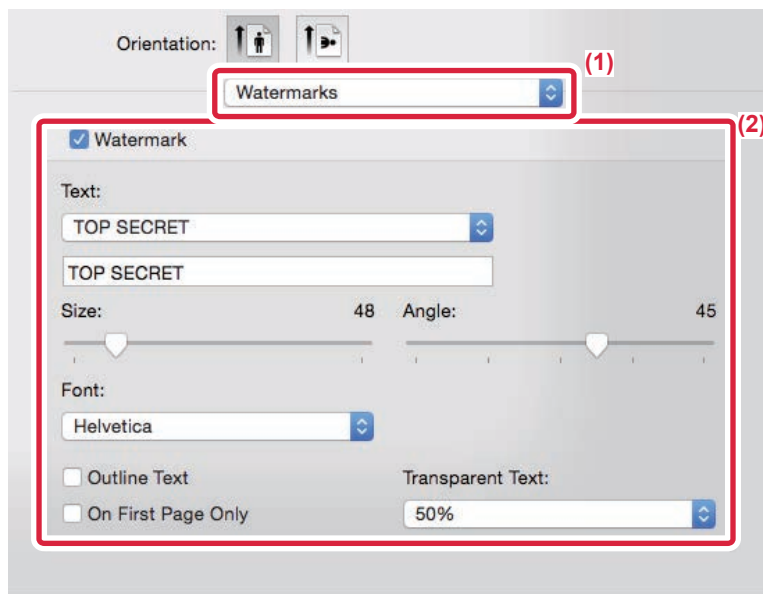 Orientation:
(1)
Watermarks
(2)
Watermark
Text:
TOP SECRET
TOP SECRET
Size: 48 Angle: 45
Font:
Helvetica
Outline Text Transparent Text:
On First Page Only 50%